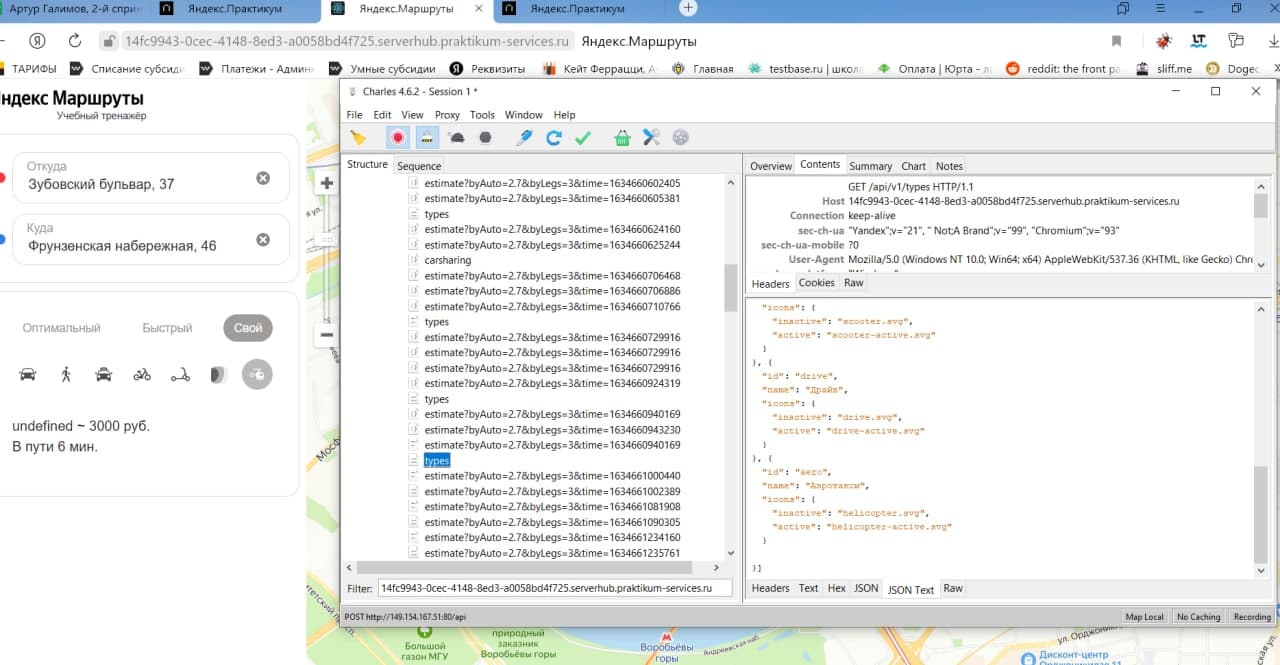 Артур Галимов, 2-й сприн
Яндекс.Практикум
Яндекс.Маршруты
Яндекс.Практикум
14fc9943-0cec-4148-8ed3-a0058bd4f725.serverhub.praktikum-services.ru Яндекс.Маршруты
ТАРИФЫ
Списание субсиди
Платежи - Админ
Умные субсидии
Реквизиты
Кейт Феррацци, А
Главная
testbase.ru | школа
Оплата | Юрта - л
reddit: the front pa
sliff.me
Dogec
ндекс Маршруты
Учебный тренажёр
Откуда
Зубовский бульвар, 37
Куда
Фрунзенская набережная, 46
Оптимальный Быстрый Свой
undefined ~ 3000 руб.
В пути 6 мин.
Charles 4.6.2 - Session 1 *
File Edit View Proxy Tools Window Help
Structure Sequence
estimate?byAuto=2.7&byLegs=3&time=1634660602405
estimate?byAuto=2.7&byLegs=3&time=1634660605381
types
estimate?byAuto=2.7&byLegs=3&time=1634660624160
estimate?byAuto=2.7&byLegs=3&time=1634660625244
carsharing
estimate?byAuto=2.7&byLegs=3&time=1634660706468
estimate?byAuto=2.7&byLegs=3&time=1634660706886
estimate?byAuto=2.7&byLegs=3&time=1634660710766
types
estimate?byAuto=2.7&byLegs=3&time=1634660729916
estimate?byAuto=2.7&byLegs=3&time=1634660729916
estimate?byAuto=2.7&byLegs=3&time=1634660729916
estimate?byAuto=2.7&byLegs=3&time=1634660924319
types
estimate?byAuto=2.7&byLegs=3&time=1634660940169
estimate?byAuto=2.7&byLegs=3&time=1634660943230
estimate?byAuto=2.7&byLegs=3&time=1634660940169
types
estimate?byAuto=2.7&byLegs=3&time=1634661000440
estimate?byAuto=2.7&byLegs=3&time=1634661002389
estimate?byAuto=2.7&byLegs=3&time=1634661081908
estimate?byAuto=2.7&byLegs=3&time=1634661090305
estimate?byAuto=2.7&byLegs=3&time=1634661234160
estimate?byAuto=2.7&byLegs=3&time=1634661235761
Filter: 14fc9943-0cec-4148-8ed3-a0058bd4f725.serverhub.praktikum-services.ru
Overview Contents Summary Chart Notes
GET /api/v1/types HTTP/1.1
Host 14fc9943-0cec-4148-8ed3-a0058bd4f725.serverhub.praktikum-services.ru
Connection keep-alive
sec-ch-ua "Yandex";v="21", " Not;A Brand";v="99", "Chromium";v="93"
sec-ch-ua-mobile ?0
User-Agent Mozilla/5.0 (Windows NT 10.0; Win64; x64) AppleWebKit/537.36 (KHTML, like Gecko) Chro
Headers Cookies Raw
"icons": {
"inactive": "scooter.svg",
"active": "scooter-active.svg"
}
}, {
"id": "drive",
"name": "Драйв",
"icons": {
"inactive": "drive.svg",
"active": "drive-active.svg"
}
}, {
"id": "aero",
"name": "Аэротакси",
"icons": {
"inactive": "helicopter.svg",
"active": "helicopter-active.svg"
}
}]
Headers Text Hex JSON JSON Text Raw
POST http://149.154.167.51:80/api
Map Local No Caching Recording
Большой
газон МГУ
природный
заказник
Воробьёвы горы
Воробьёвы
горы
Андреевская наб.
ул. Орджо
Дисконт-центр
Орджоникидзе 11